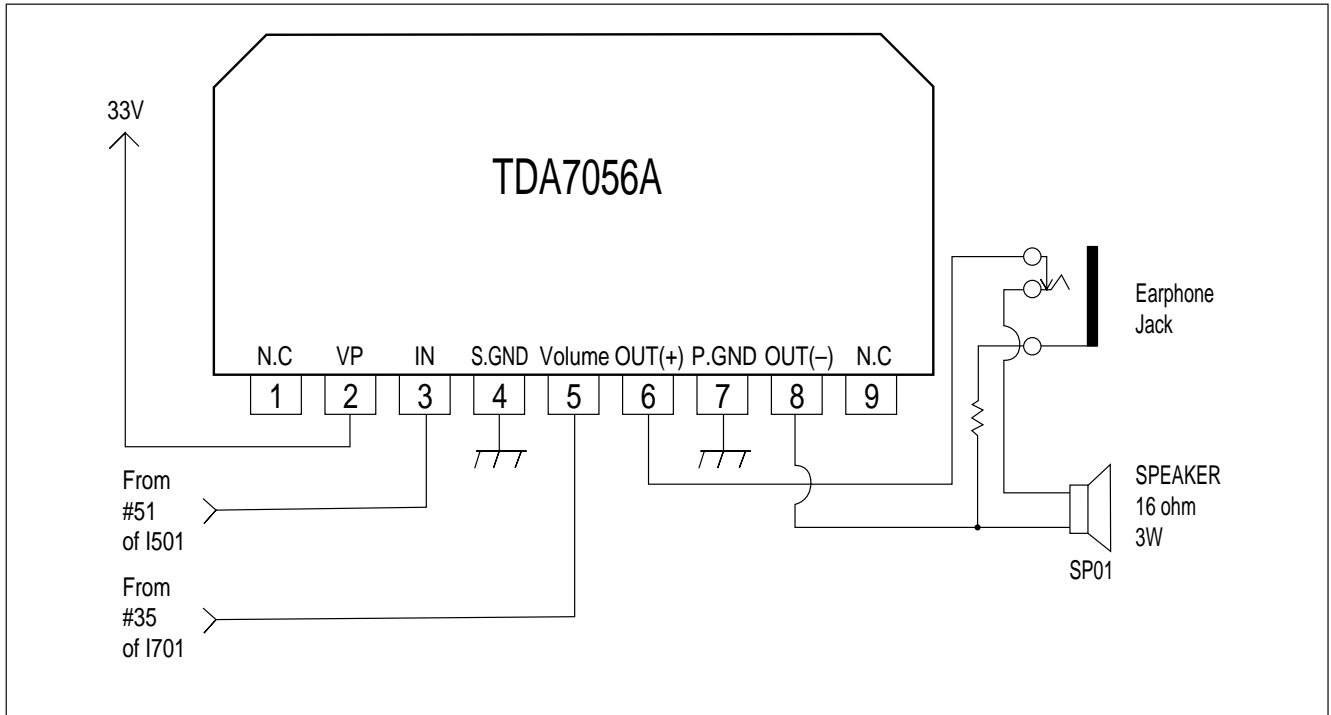 33V
TDA7056A
N.C VP IN S.GND Volume OUT(+) P.GND OUT(–) N.C
1 2 3 4 5 6 7 8 9
Earphone
Jack
From
#51
of I501
SPEAKER
16 ohm
3W
SP01
From
#35
of I701